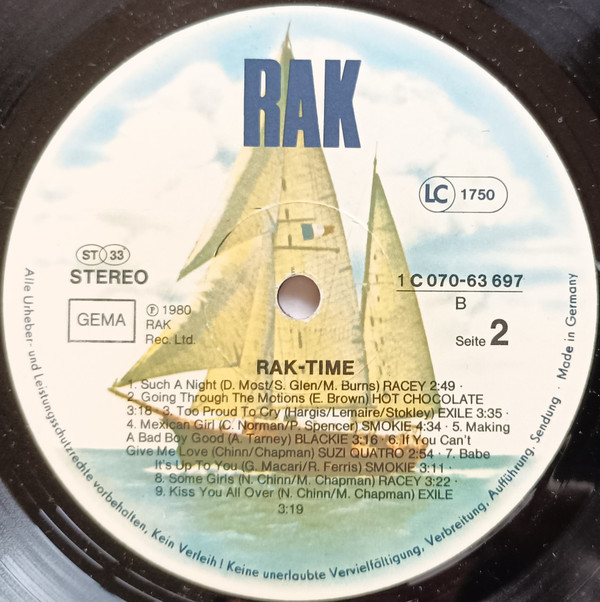 RAK
LC 1750
ST 33
STEREO
1 C 070-63 697
B
GEMA
℗ 1980
RAK
Rec. Ltd.
Seite 2
RAK-TIME
1. Such A Night (D. Most/S. Glen/M. Burns) RACEY 2:49 ·
2. Going Through The Motions (E. Brown) HOT CHOCOLATE
3:18 · 3. Too Proud To Cry (Hargis/Lemaire/Stokley) EXILE 3:35 ·
4. Mexican Girl (C. Norman/P. Spencer) SMOKIE 4:34 · 5. Making
A Bad Boy Good (A. Tarney) BLACKIE 3:16 · 6. If You Can't
Give Me Love (Chinn/Chapman) SUZI QUATRO 2:54 · 7. Babe
It's Up To You (G. Macari/R. Ferris) SMOKIE 3:11 ·
8. Some Girls (N. Chinn/M. Chapman) RACEY 3:22 ·
9. Kiss You All Over (N. Chinn/M. Chapman) EXILE
3:19
Alle Urheber- und Leistungsschutzrechte vorbehalten. Kein Verleih! Keine unerlaubte Vervielfältigung, Verbreitung, Aufführung, Sendung · Made in Germany